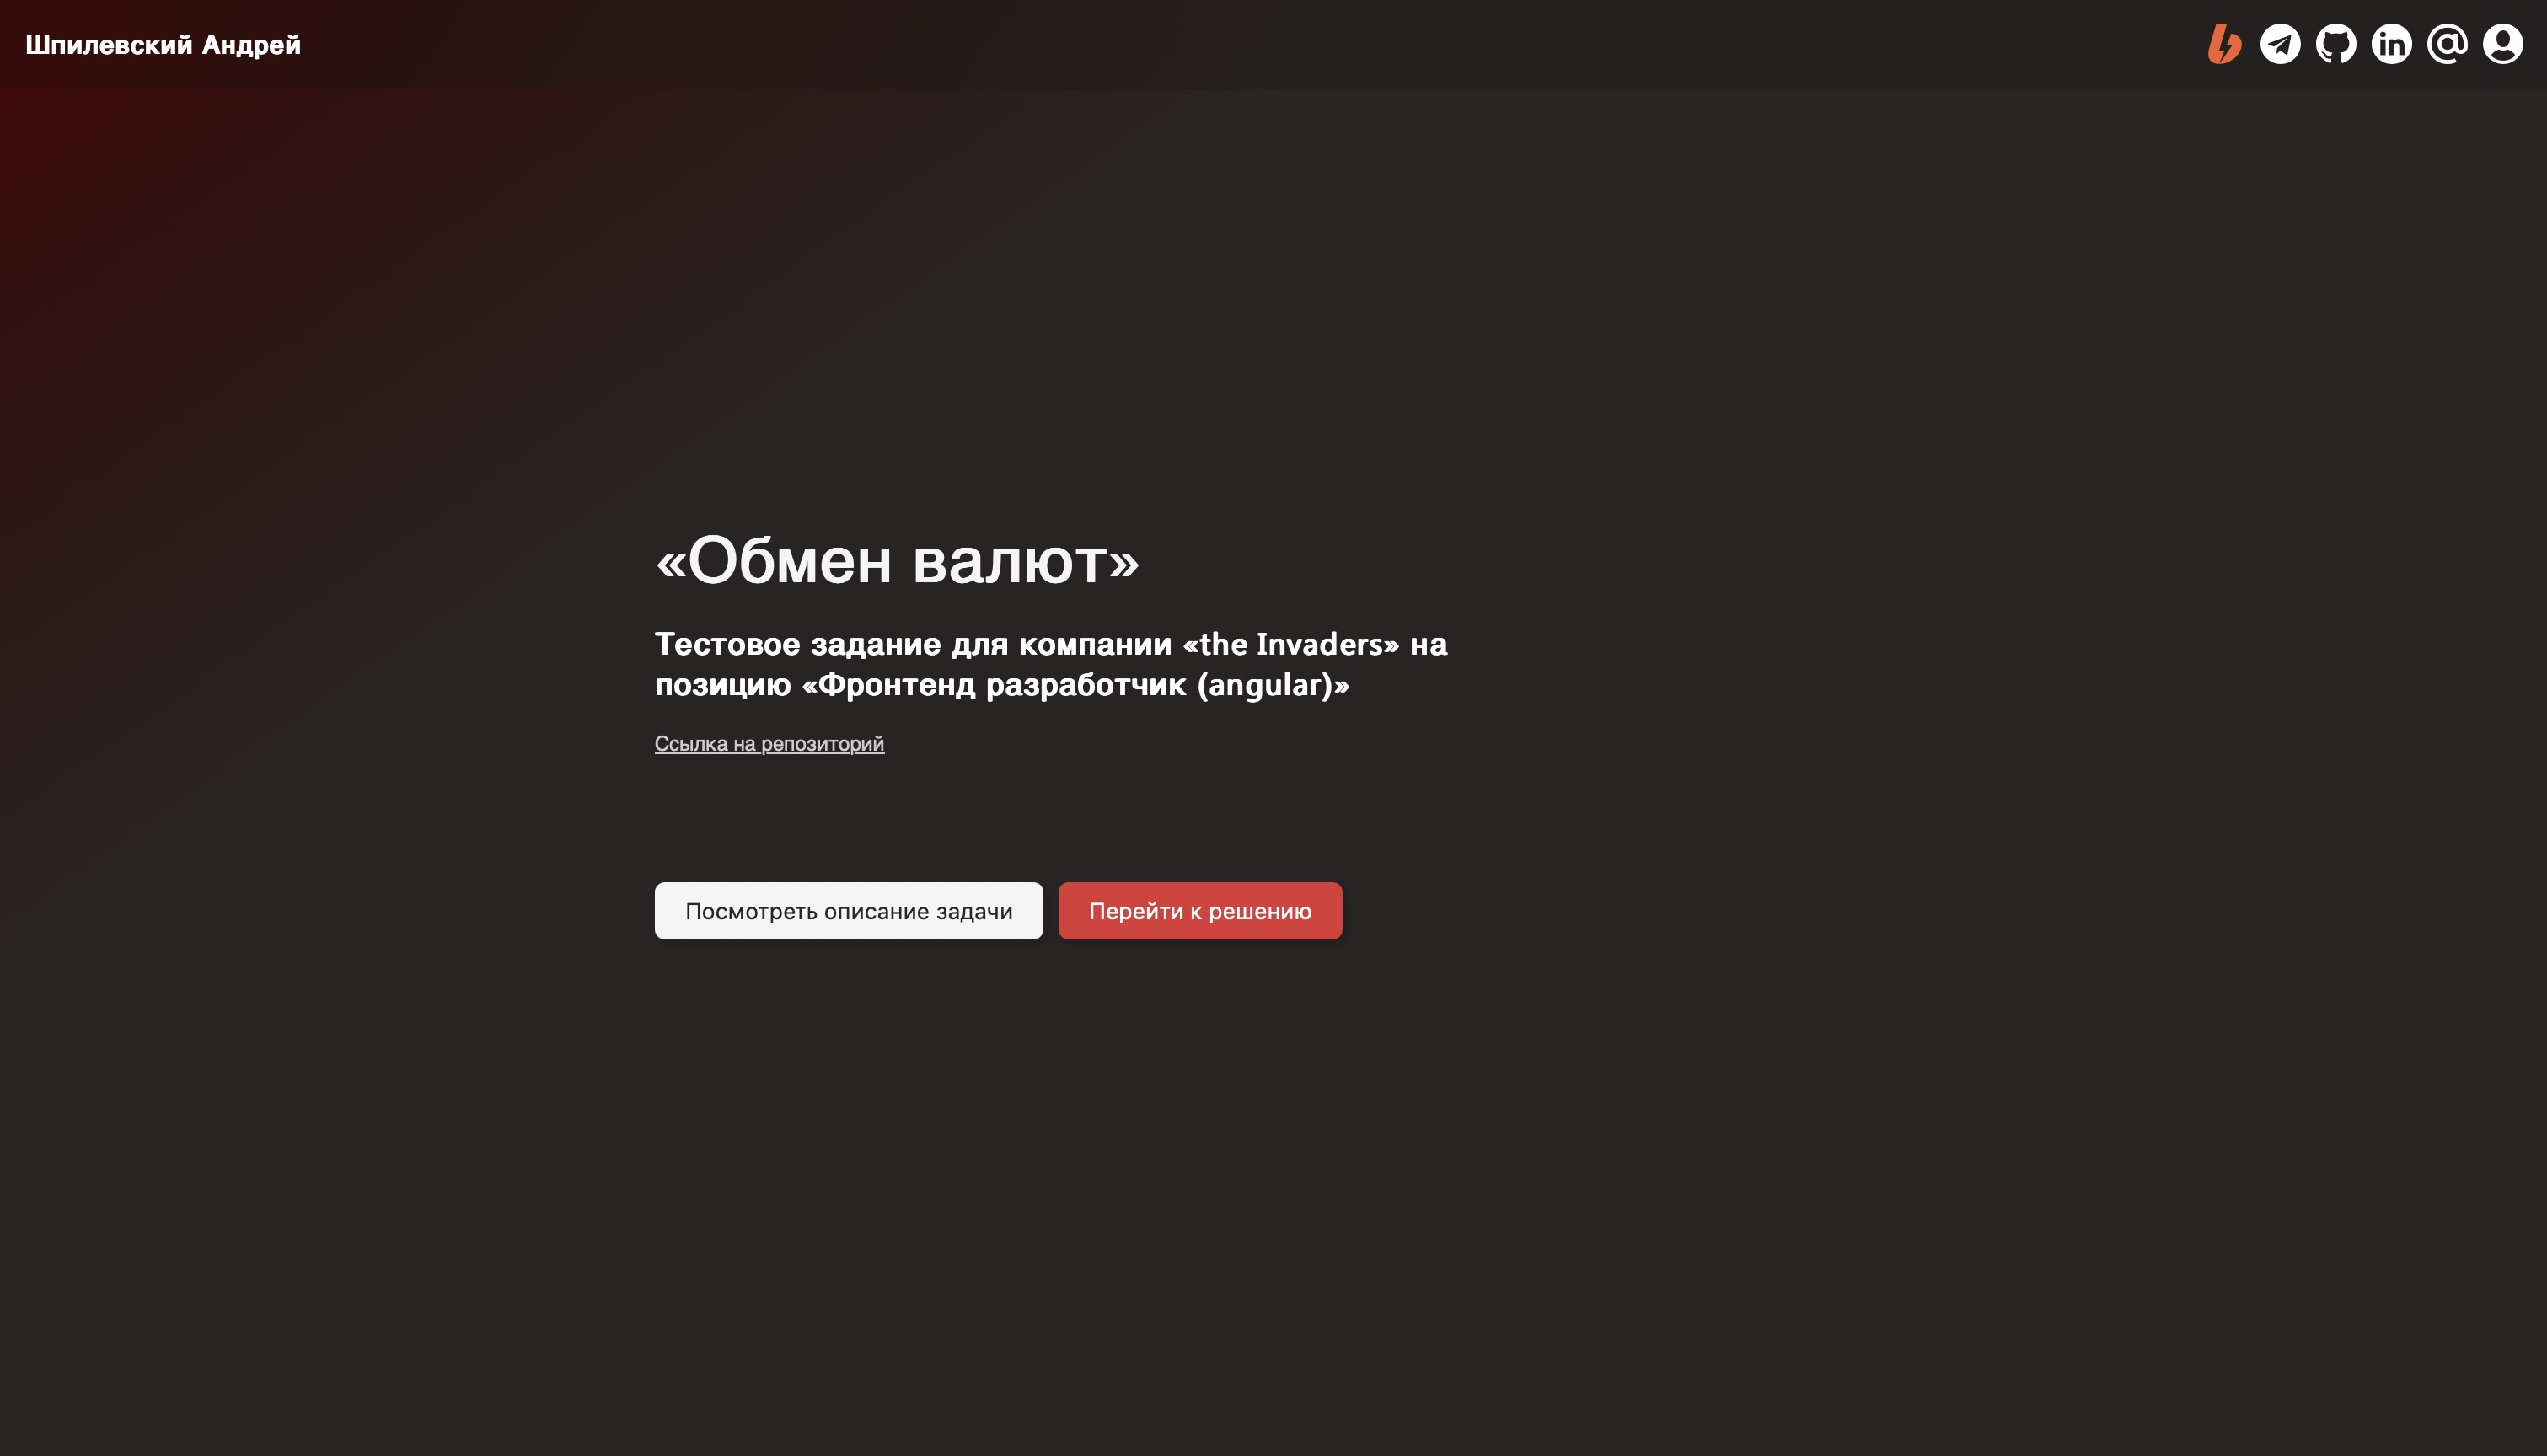 Шпилевский Андрей
«Обмен валют»
Тестовое задание для компании «the Invaders» на
позицию «Фронтенд разработчик (angular)»
Ссылка на репозиторий
Посмотреть описание задачи
Перейти к решению